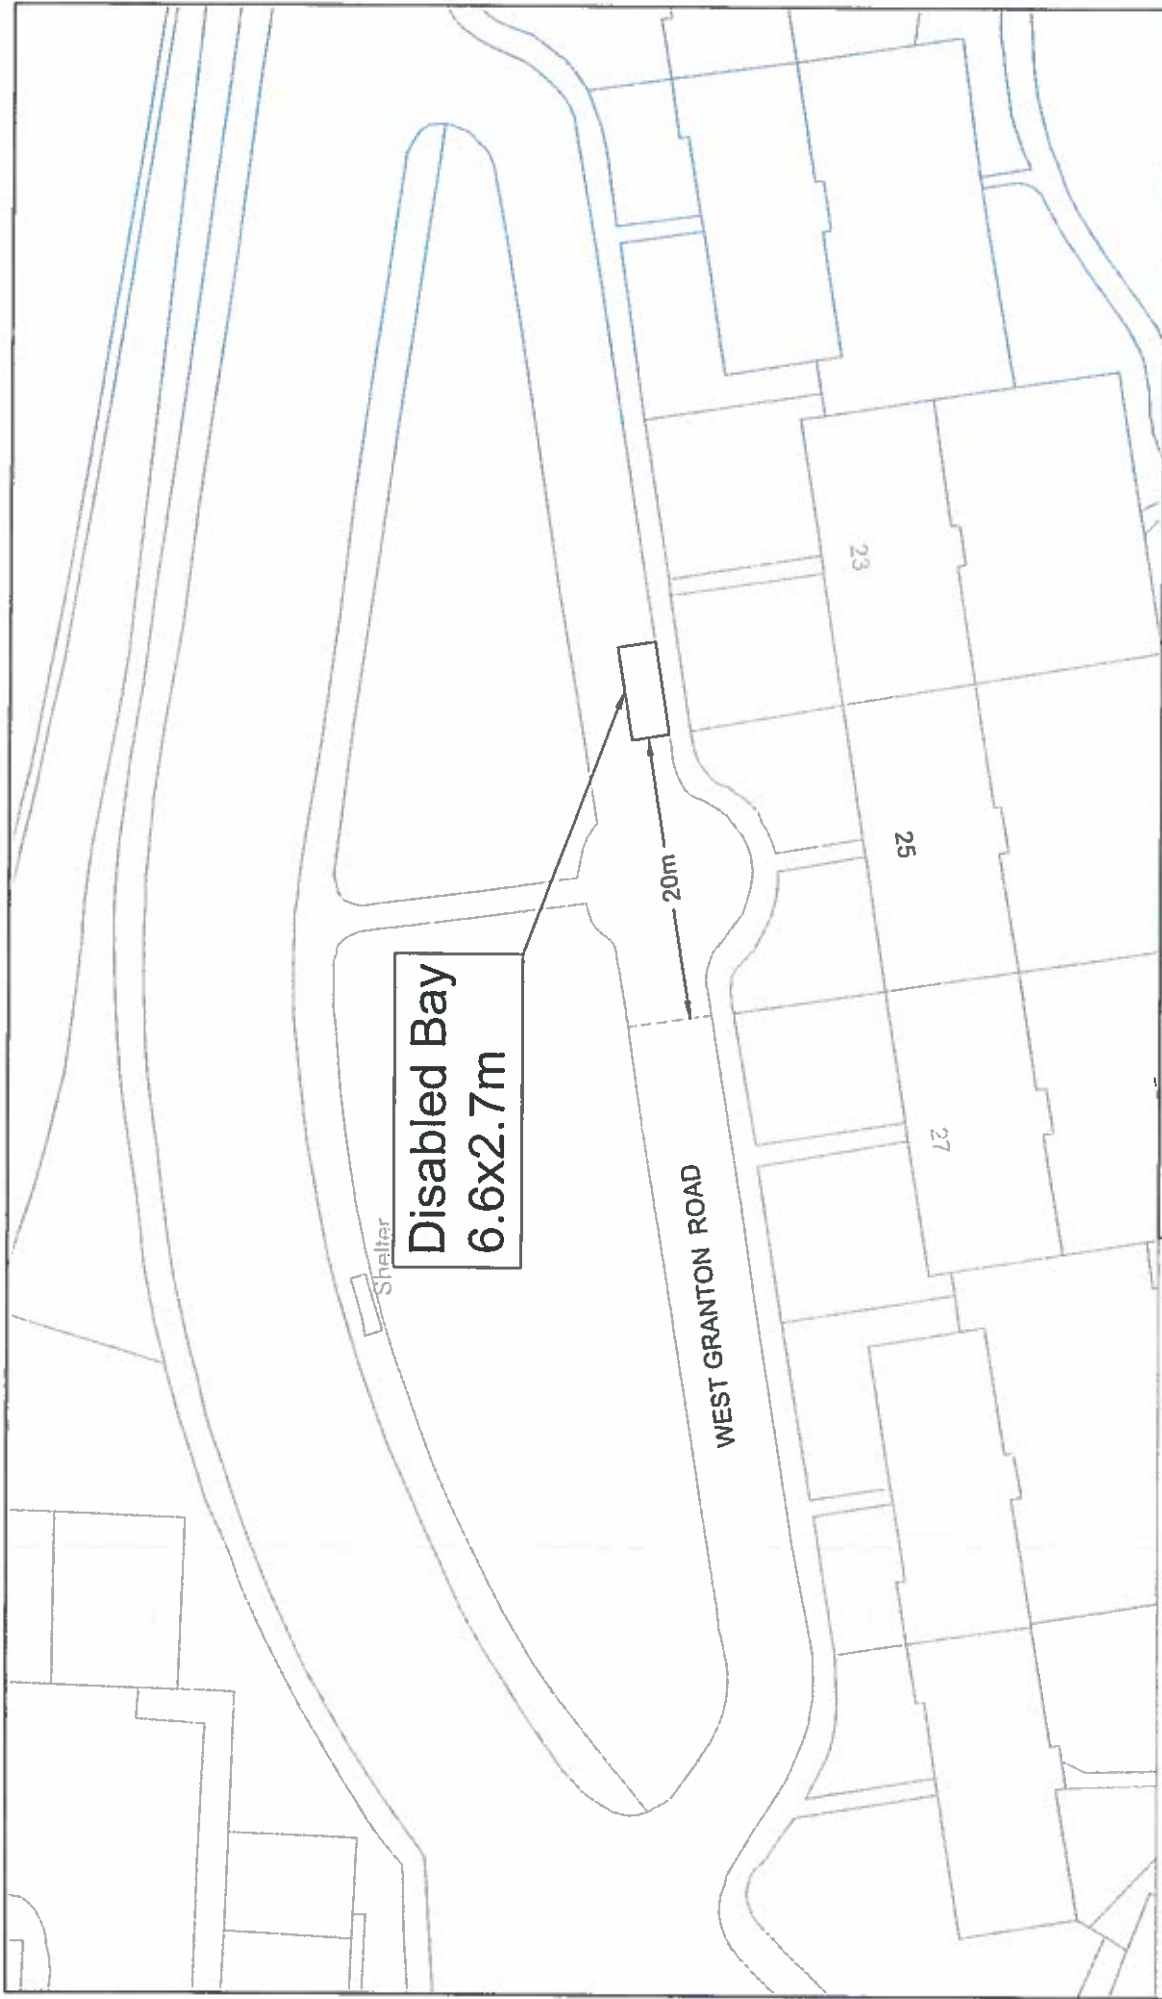 Disabled Bay
6.6x2.7m
Shelter
20m
WEST GRANTON ROAD
23
25
27